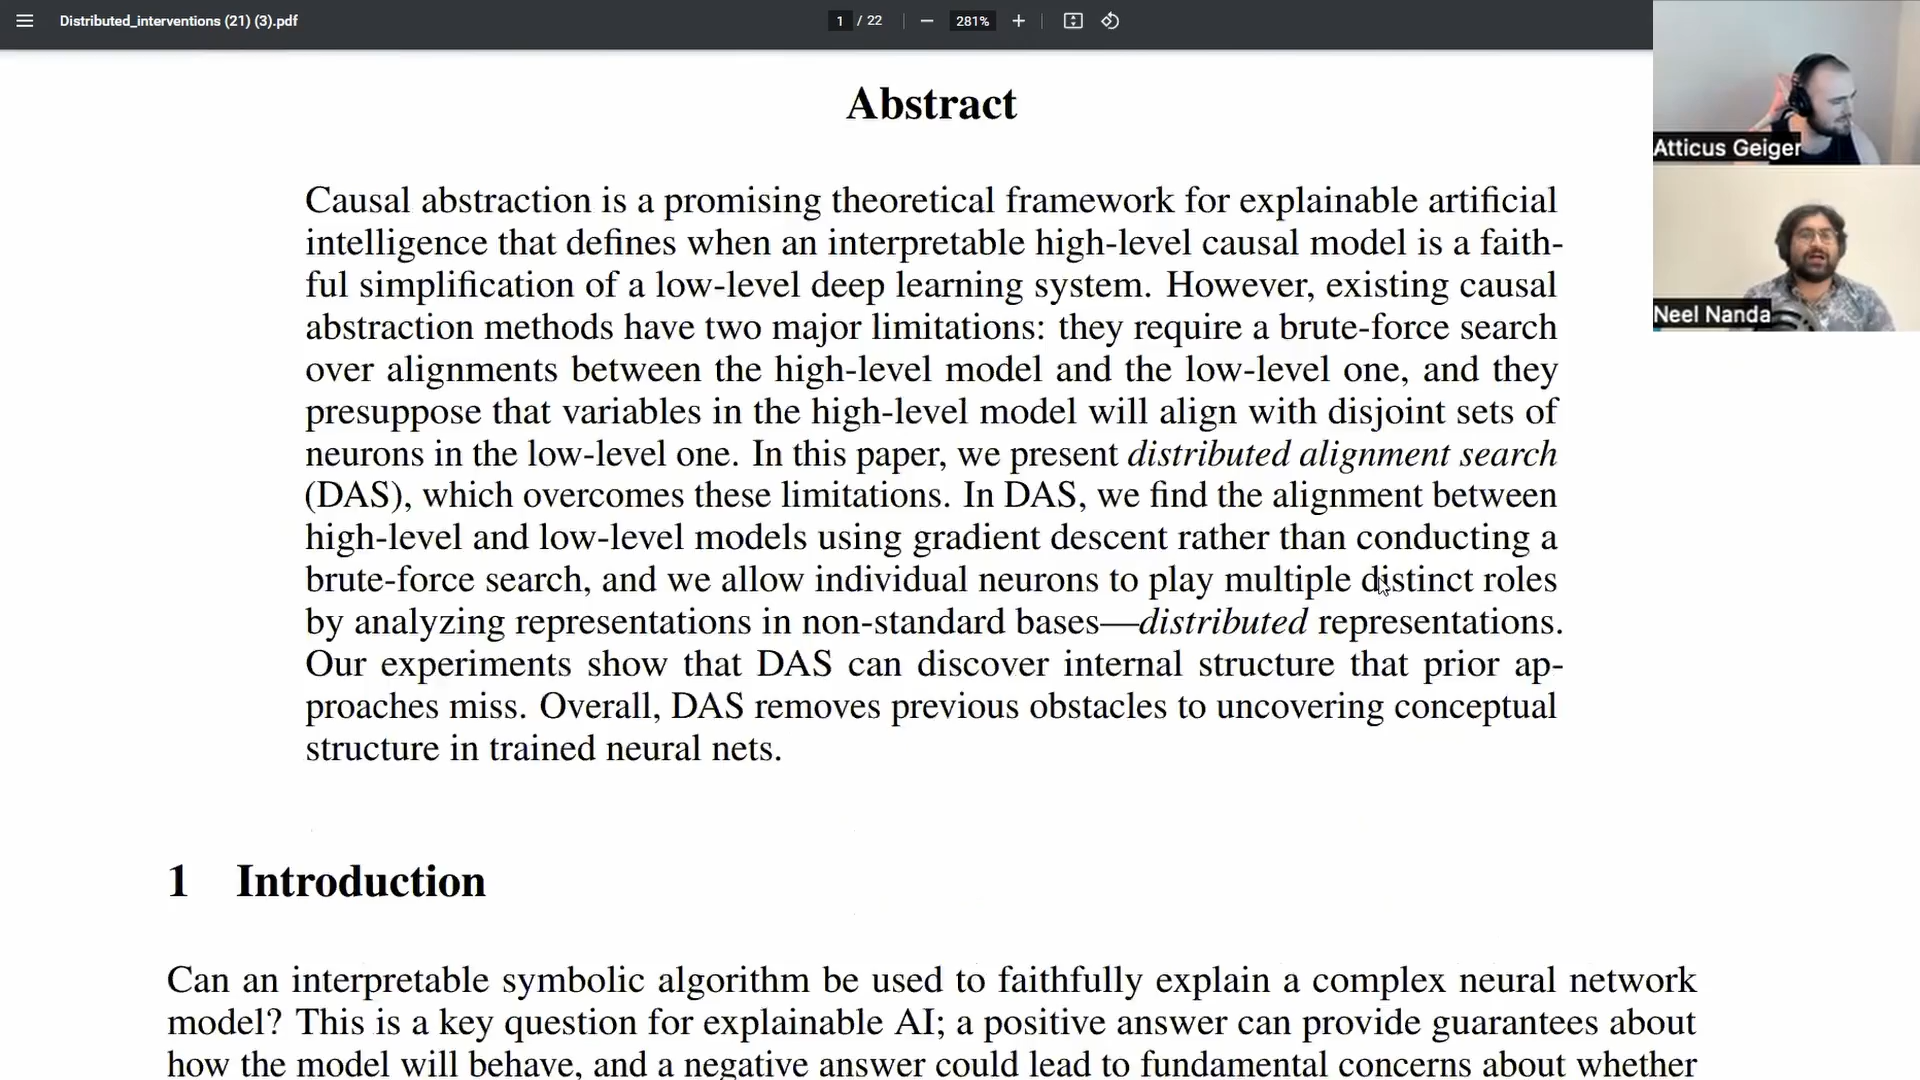 Distributed_interventions (21) (3).pdf
1 / 22
281%
Atticus Geiger
Neel Nanda
Abstract
Causal abstraction is a promising theoretical framework for explainable artificial
intelligence that defines when an interpretable high-level causal model is a faith-
ful simplification of a low-level deep learning system. However, existing causal
abstraction methods have two major limitations: they require a brute-force search
over alignments between the high-level model and the low-level one, and they
presuppose that variables in the high-level model will align with disjoint sets of
neurons in the low-level one. In this paper, we present distributed alignment search
(DAS), which overcomes these limitations. In DAS, we find the alignment between
high-level and low-level models using gradient descent rather than conducting a
brute-force search, and we allow individual neurons to play multiple distinct roles
by analyzing representations in non-standard bases—distributed representations.
Our experiments show that DAS can discover internal structure that prior ap-
proaches miss. Overall, DAS removes previous obstacles to uncovering conceptual
structure in trained neural nets.
1 Introduction
Can an interpretable symbolic algorithm be used to faithfully explain a complex neural network
model? This is a key question for explainable AI; a positive answer can provide guarantees about
how the model will behave, and a negative answer could lead to fundamental concerns about whether